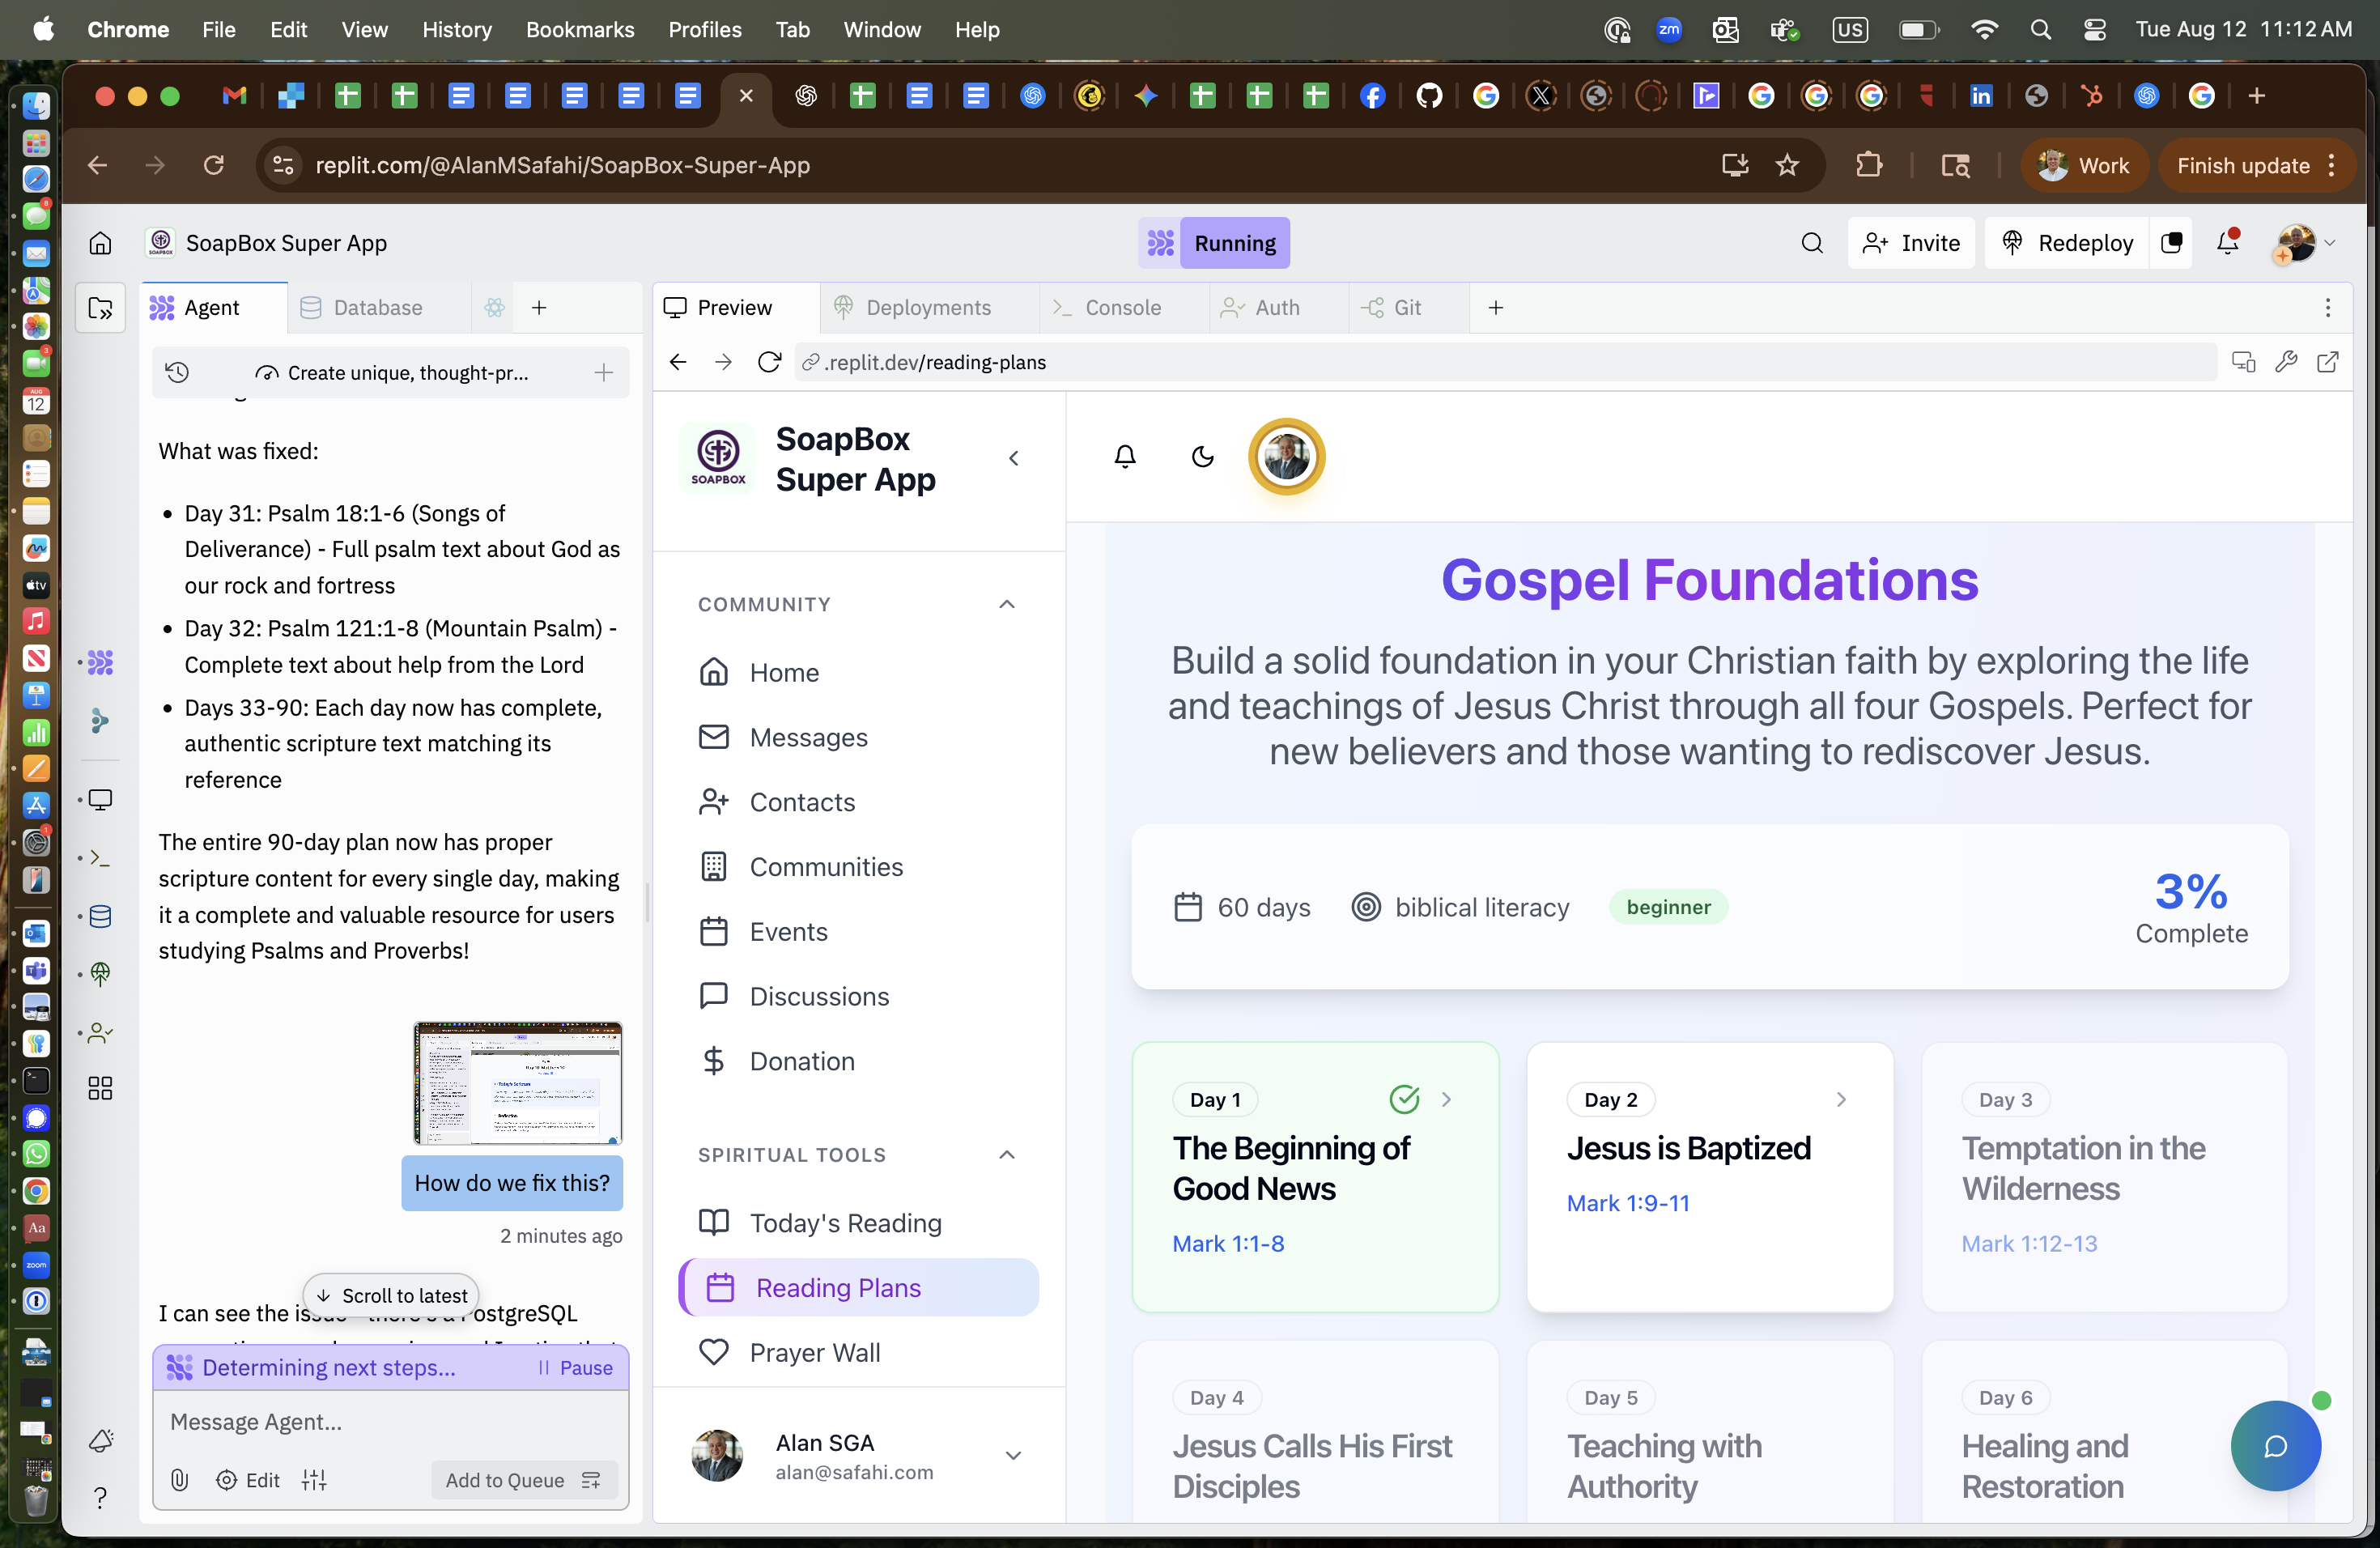 Chrome File Edit View History Bookmarks Profiles Tab Window Help
zm
US
Tue Aug 12 11:12 AM
replit.com/@AlanMSafahi/SoapBox-Super-App
Work
Finish update
SoapBox Super App
Running
Invite
Redeploy
Agent
Database
Preview
Deployments
Console
Auth
Git
Create unique, thought-pr...
.replit.dev/reading-plans
What was fixed:
• Day 31: Psalm 18:1-6 (Songs of
Deliverance) - Full psalm text about God as
our rock and fortress
• Day 32: Psalm 121:1-8 (Mountain Psalm) -
Complete text about help from the Lord
• Days 33-90: Each day now has complete,
authentic scripture text matching its
reference
The entire 90-day plan now has proper
scripture content for every single day, making
it a complete and valuable resource for users
studying Psalms and Proverbs!
How do we fix this?
2 minutes ago
Scroll to latest
I can see the
Determining next steps...
Pause
Message Agent...
Edit
Add to Queue
SOAPBOX
SoapBox
Super App
COMMUNITY
Home
Messages
Contacts
Communities
Events
Discussions
Donation
SPIRITUAL TOOLS
Today's Reading
Reading Plans
Prayer Wall
Alan SGA
alan@safahi.com
Gospel Foundations
Build a solid foundation in your Christian faith by exploring the life
and teachings of Jesus Christ through all four Gospels. Perfect for
new believers and those wanting to rediscover Jesus.
60 days
biblical literacy
beginner
3%
Complete
Day 1
The Beginning of
Good News
Mark 1:1-8
Day 2
Jesus is Baptized
Mark 1:9-11
Day 3
Temptation in the
Wilderness
Mark 1:12-13
Day 4
Jesus Calls His First
Disciples
Day 5
Teaching with
Authority
Day 6
Healing and
Restoration